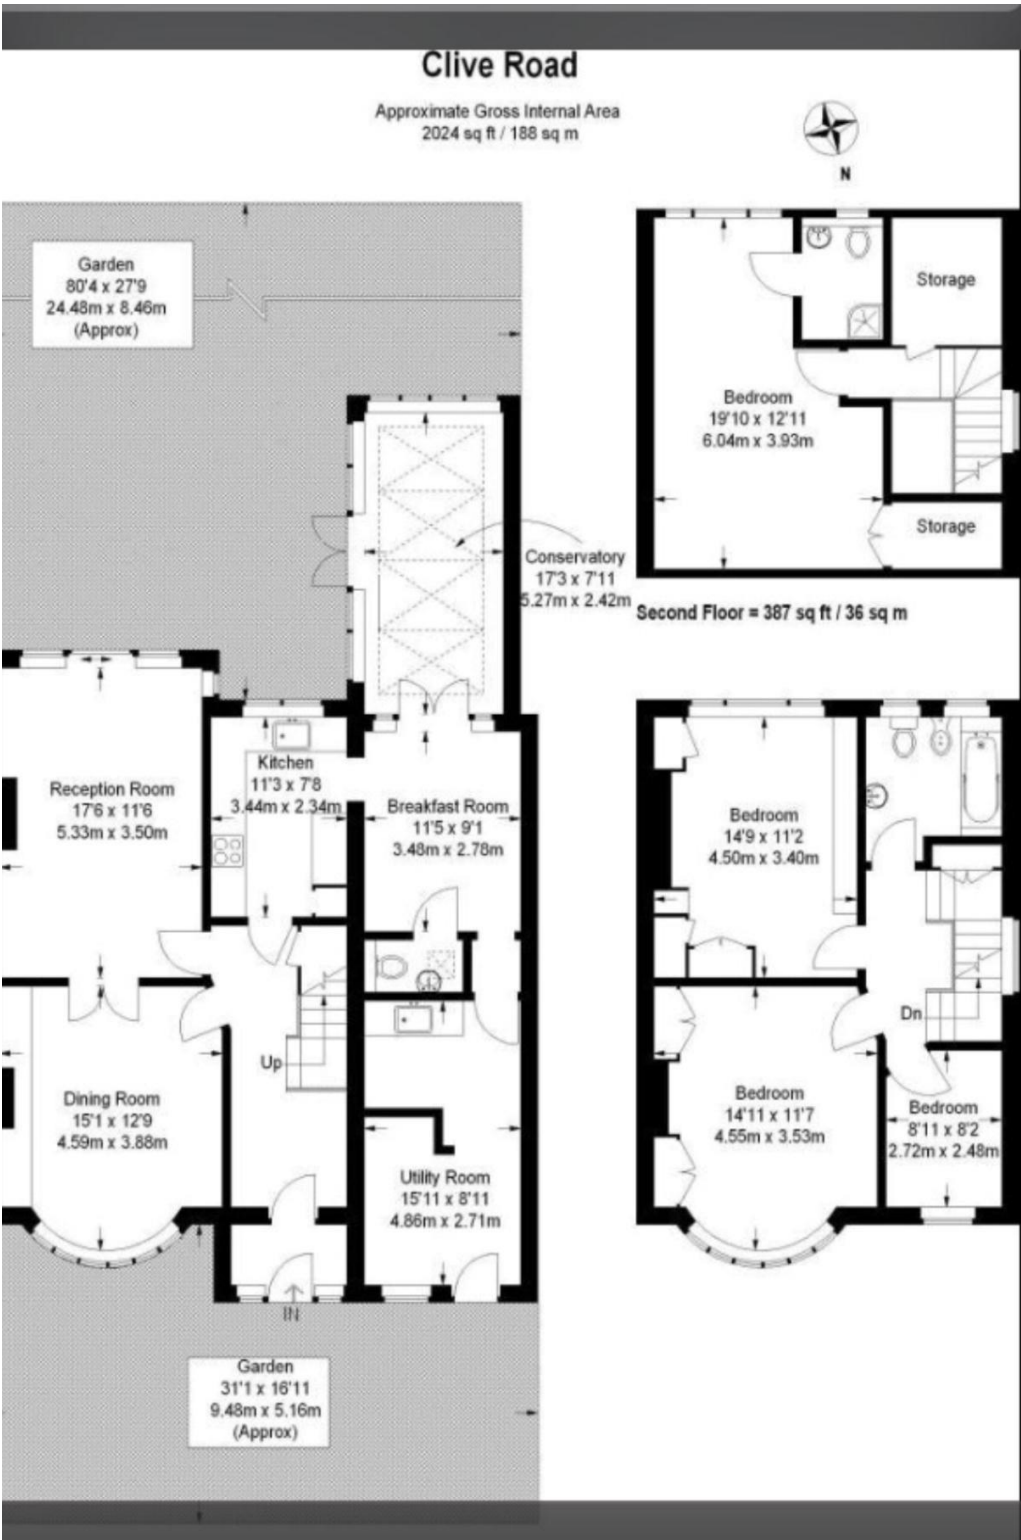 Clive Road
Approximate Gross Internal Area
2024 sq ft / 188 sq m
N
Garden
80'4 x 27'9
24.48m x 8.46m
(Approx)
Storage
Bedroom
19'10 x 12'11
6.04m x 3.93m
Storage
Conservatory
17'3 x 7'11
5.27m x 2.42m
Second Floor = 387 sq ft / 36 sq m
Reception Room
17'6 x 11'6
5.33m x 3.50m
Kitchen
11'3 x 7'8
3.44m x 2.34m
Breakfast Room
11'5 x 9'1
3.48m x 2.78m
Bedroom
14'9 x 11'2
4.50m x 3.40m
Up
Dn
Dining Room
15'1 x 12'9
4.59m x 3.88m
Bedroom
14'11 x 11'7
4.55m x 3.53m
Bedroom
8'11 x 8'2
2.72m x 2.48m
Utility Room
15'11 x 8'11
4.86m x 2.71m
IN
Garden
31'1 x 16'11
9.48m x 5.16m
(Approx)